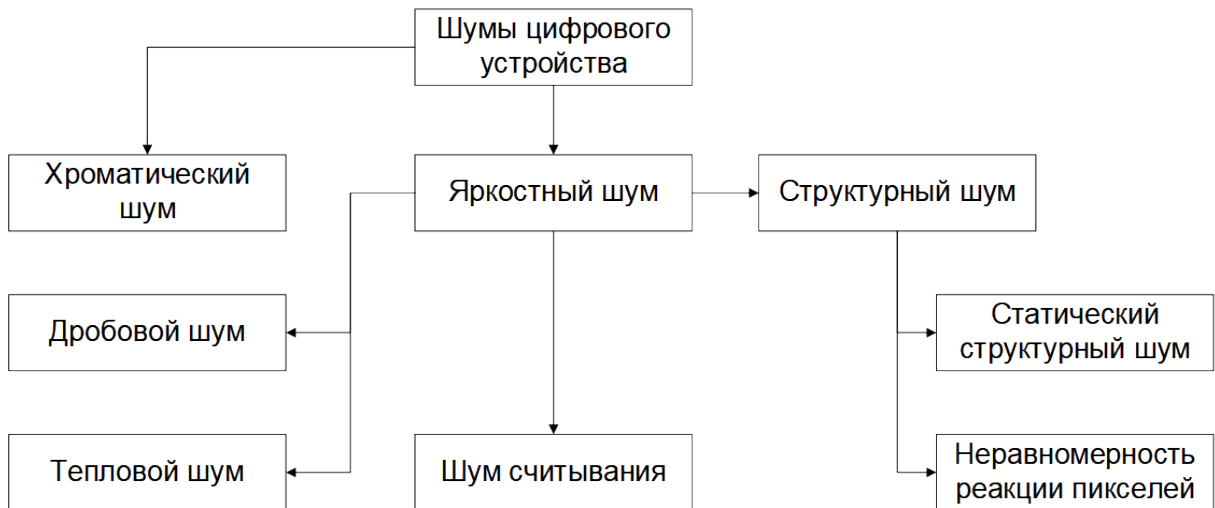 Шумы цифрового
устройства
Хроматический
шум
Яркостный шум
Структурный шум
Дробовой шум
Статический
структурный шум
Тепловой шум
Шум считывания
Неравномерность
реакции пикселей